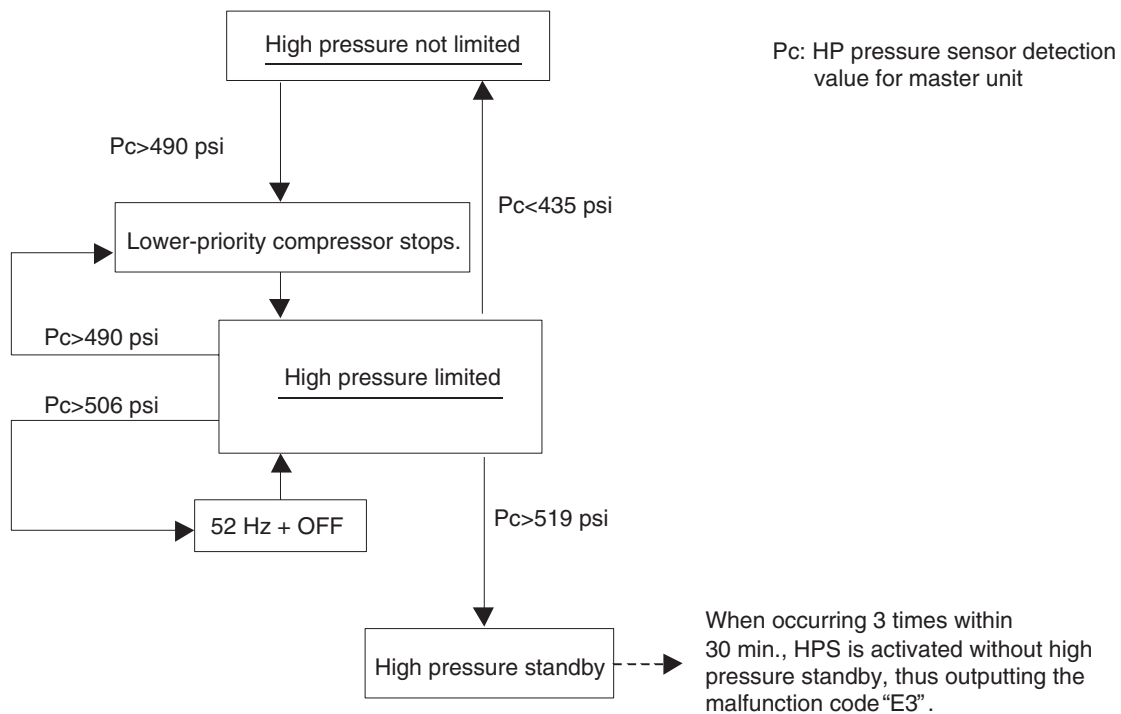 High pressure not limited
Pc: HP pressure sensor detection
value for master unit
Pc>490 psi
Pc<435 psi
Lower-priority compressor stops.
Pc>490 psi
High pressure limited
Pc>506 psi
52 Hz + OFF
Pc>519 psi
High pressure standby
When occurring 3 times within
30 min., HPS is activated without high
pressure standby, thus outputting the
malfunction code “E3”.